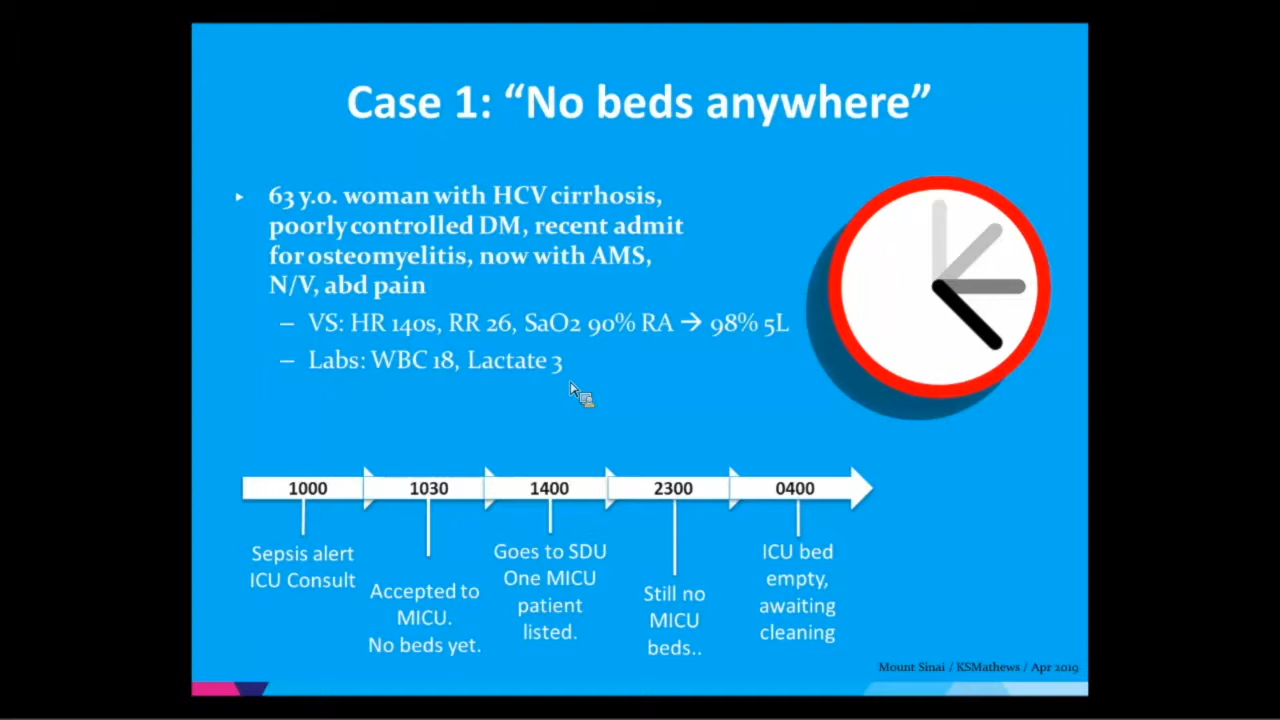 Case 1: “No beds anywhere”
63 y.o. woman with HCV cirrhosis,
poorly controlled DM, recent admit
for osteomyelitis, now with AMS,
N/V, abd pain
– VS: HR 140s, RR 26, SaO2 90% RA → 98% 5L
– Labs: WBC 18, Lactate 3
1000
Sepsis alert
ICU Consult
1030
Accepted to
MICU.
No beds yet.
1400
Goes to SDU
One MICU
patient
listed.
2300
Still no
MICU
beds..
0400
ICU bed
empty,
awaiting
cleaning
Mount Sinai / KSMathews / Apr 2019